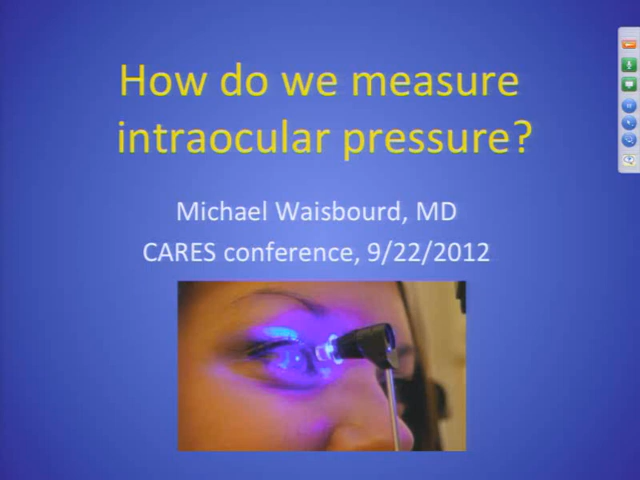 How do we measure
intraocular pressure?
Michael Waisbourd, MD
CARES conference, 9/22/2012